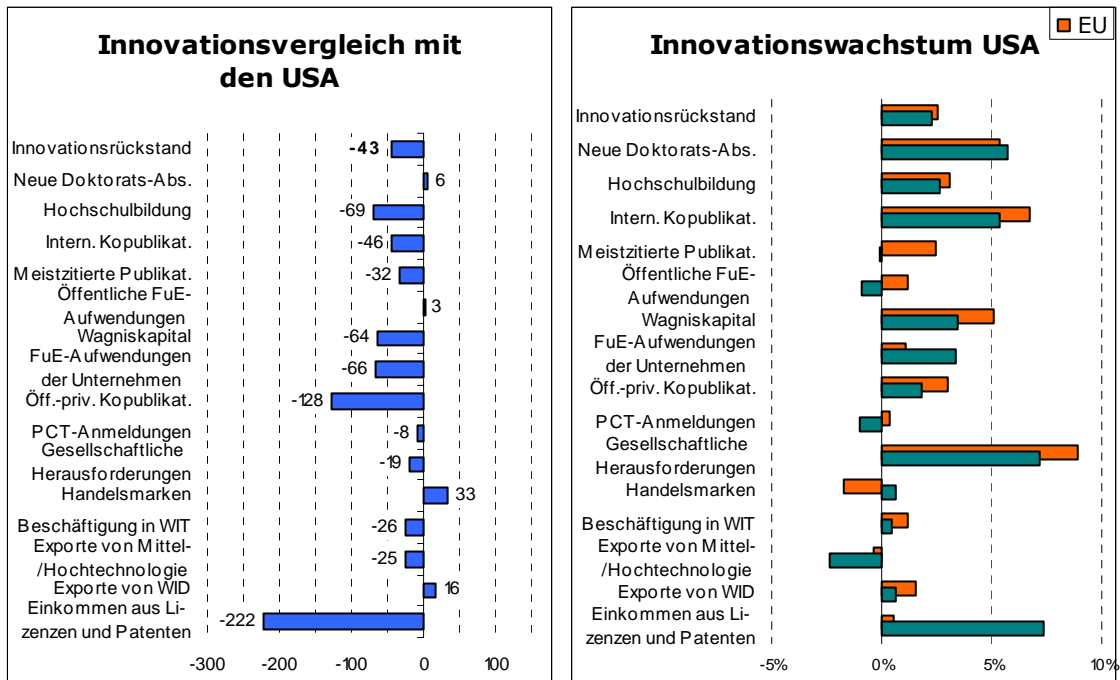 Innovationsvergleich mit
den USA
Innovationsrückstand
-43
Neue Doktorats-Abs.
6
Hochschulbildung
-69
Intern. Kopublikat.
-46
Meistzitierte Publikat.
-32
Öffentliche FuE-
Aufwendungen
3
Wagniskapital
-64
FuE-Aufwendungen
der Unternehmen
-66
Öff.-priv. Kopublikat.
-128
PCT-Anmeldungen
-8
Gesellschaftliche
Herausforderungen
-19
Handelsmarken
33
Beschäftigung in WIT
-26
Exporte von Mittel-
/Hochtechnologie
-25
Exporte von WID
16
Einkommen aus Li-
zenzen und Patenten
-222
-300 -200 -100 0 100
Innovationswachstum USA
EU
Innovationsrückstand
Neue Doktorats-Abs.
Hochschulbildung
Intern. Kopublikat.
Meistzitierte Publikat.
Öffentliche FuE-
Aufwendungen
Wagniskapital
FuE-Aufwendungen
der Unternehmen
Öff.-priv. Kopublikat.
PCT-Anmeldungen
Gesellschaftliche
Herausforderungen
Handelsmarken
Beschäftigung in WIT
Exporte von Mittel-
/Hochtechnologie
Exporte von WID
Einkommen aus Li-
zenzen und Patenten
-5% 0% 5% 10%